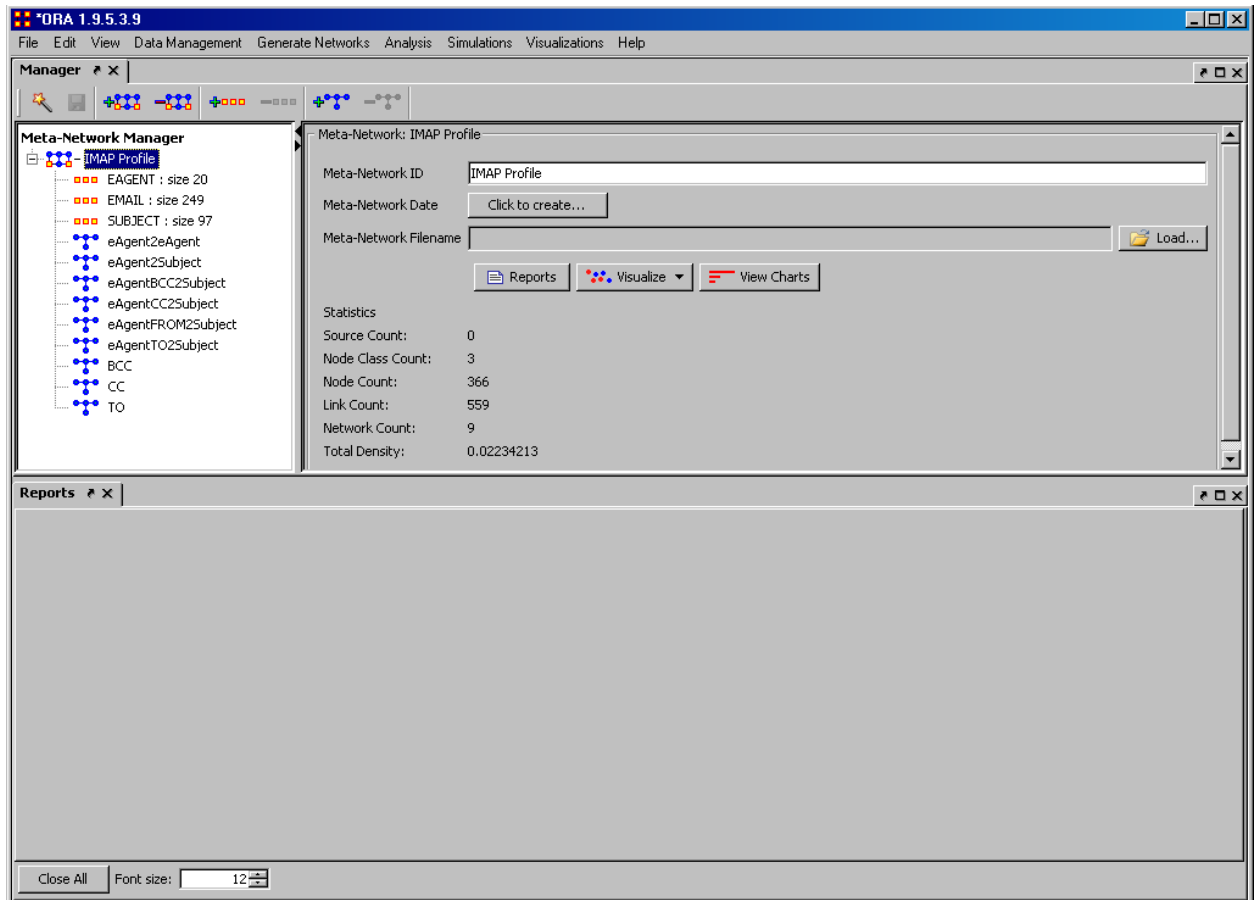 *ORA 1.9.5.3.9
File Edit View Data Management Generate Networks Analysis Simulations Visualizations Help
Manager
Meta-Network Manager
IMAP Profile
EAGENT : size 20
EMAIL : size 249
SUBJECT : size 97
eAgent2eAgent
eAgent2Subject
eAgentBCC2Subject
eAgentCC2Subject
eAgentFROM2Subject
eAgentTO2Subject
BCC
CC
TO
Meta-Network: IMAP Profile
Meta-Network ID IMAP Profile
Meta-Network Date Click to create...
Meta-Network Filename Load...
Reports Visualize View Charts
Statistics
Source Count: 0
Node Class Count: 3
Node Count: 366
Link Count: 559
Network Count: 9
Total Density: 0.02234213
Reports
Close All Font size: 12